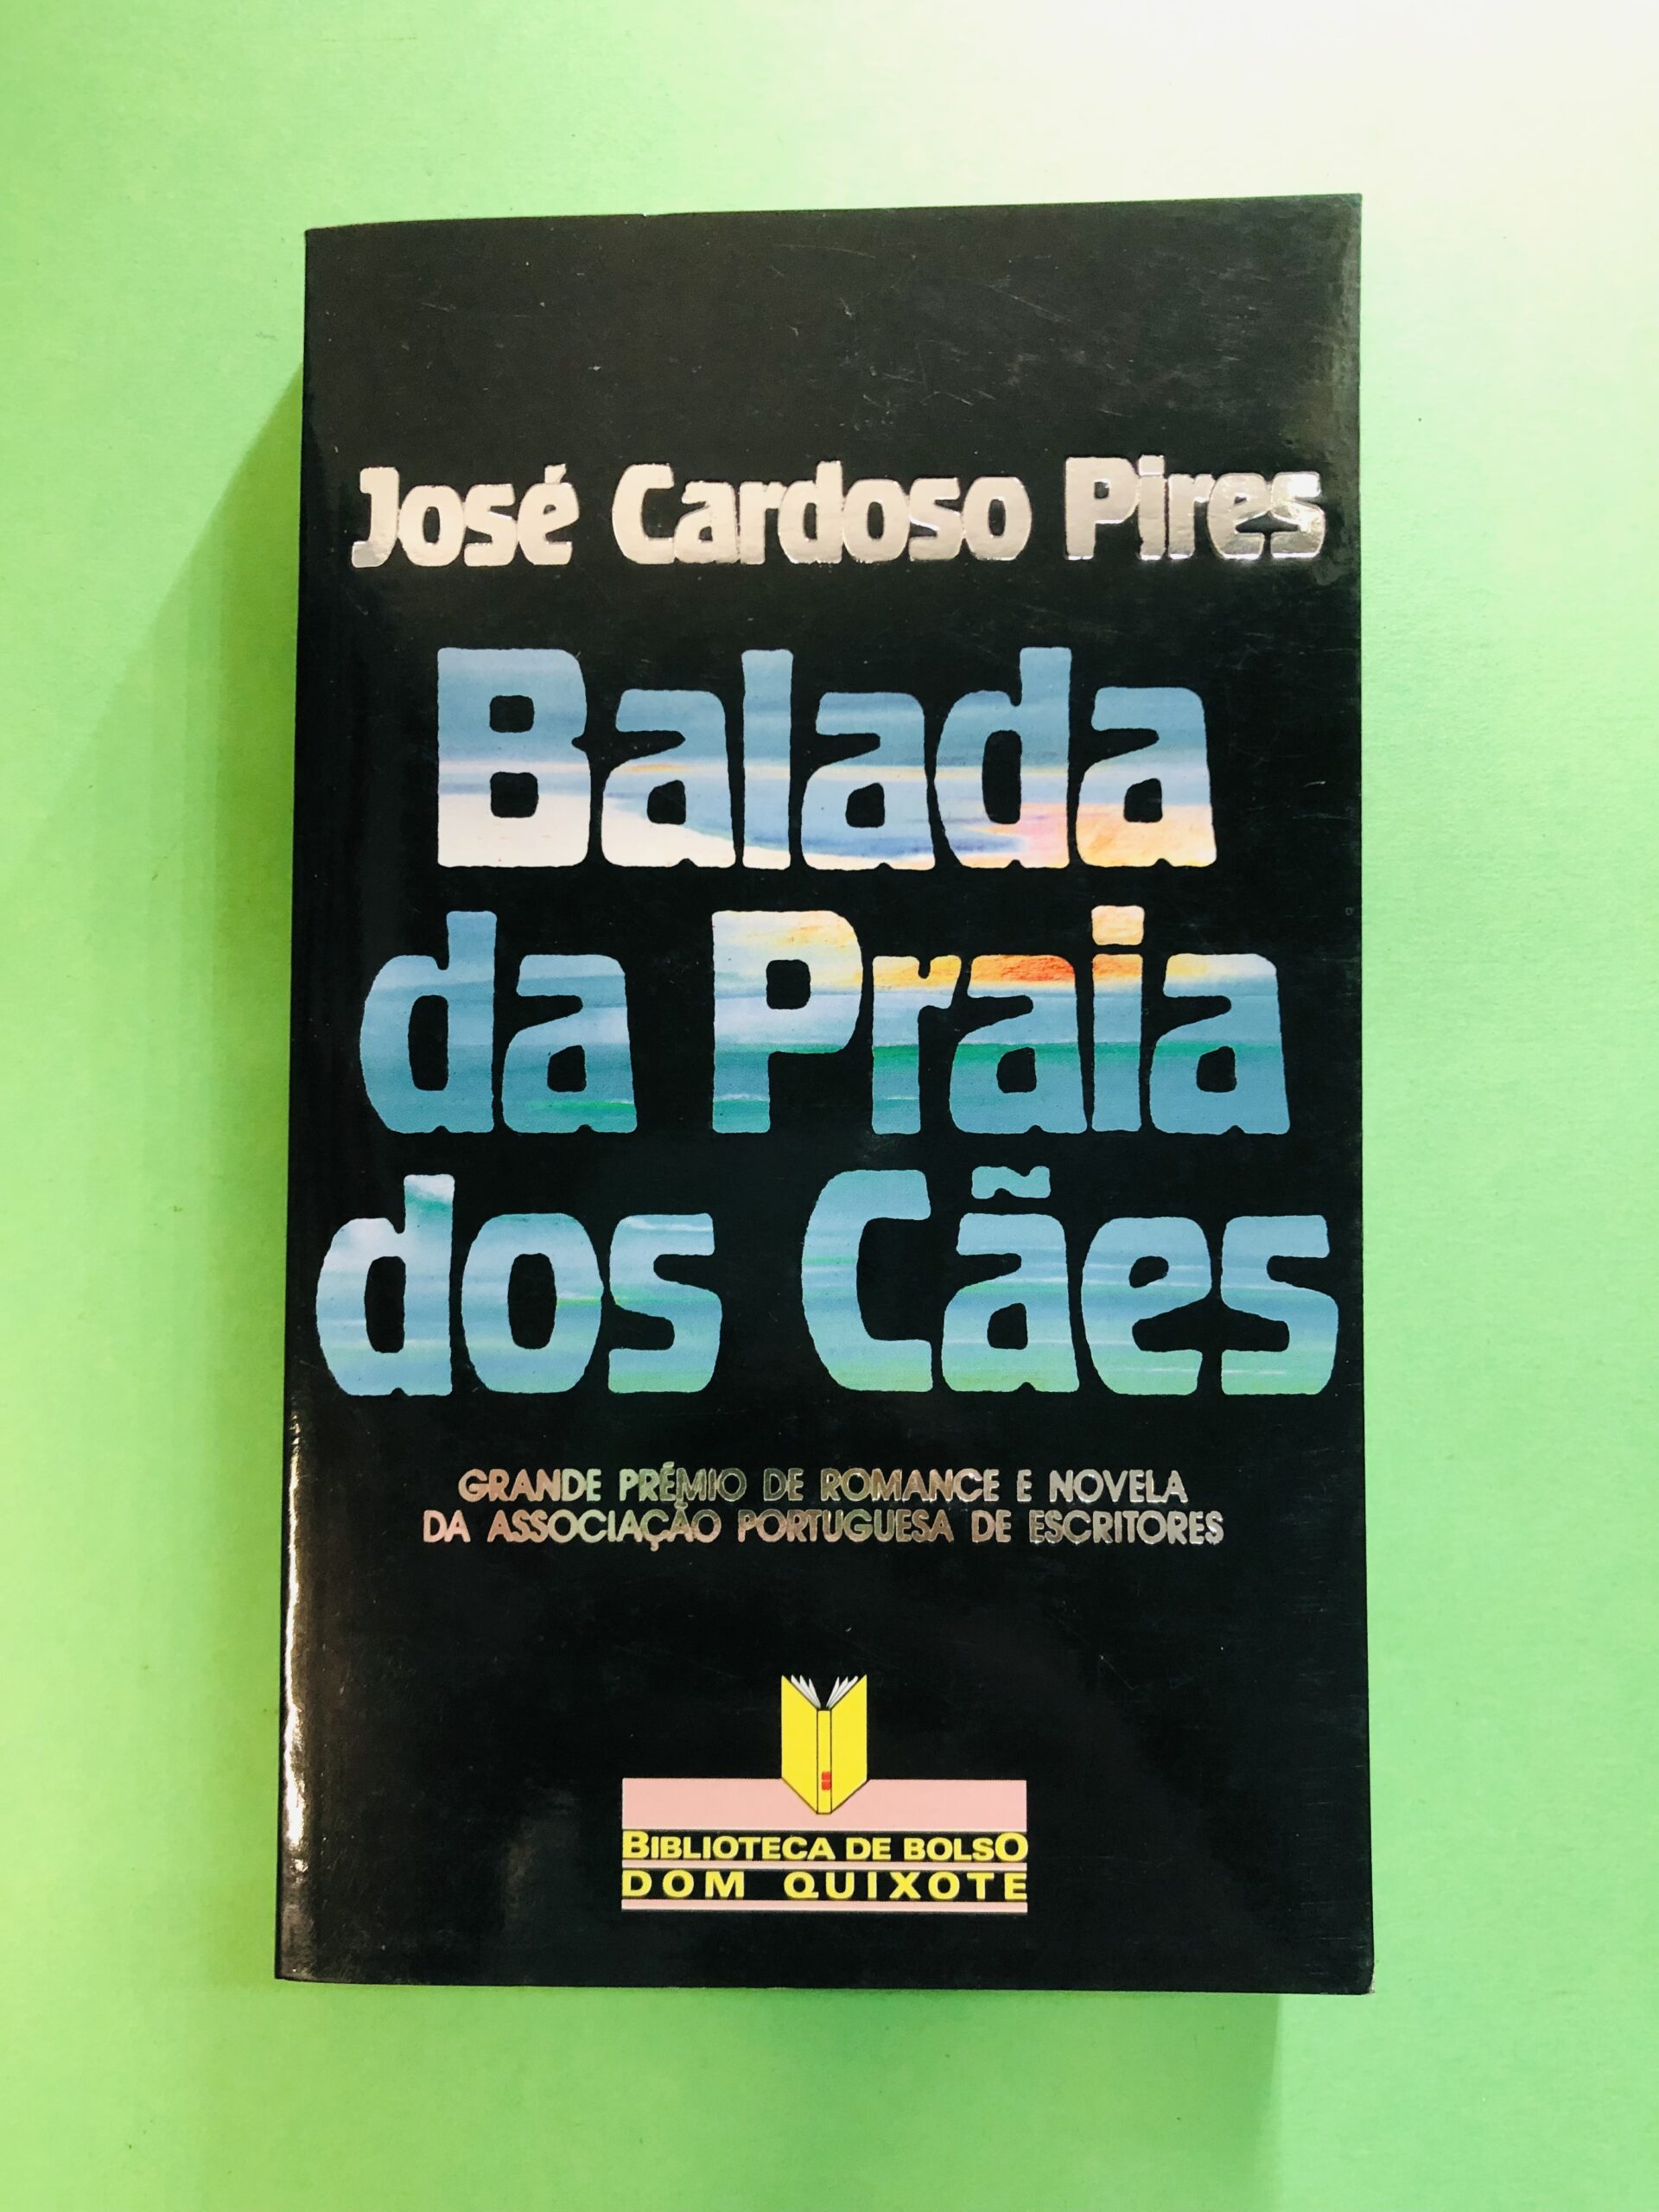 José Cardoso Pires
Balada
da Praia
dos Cães
GRANDE PRÉMIO DE ROMANCE E NOVELA
DA ASSOCIAÇÃO PORTUGUESA DE ESCRITORES
BIBLIOTECA DE BOLSO
DOM QUIXOTE